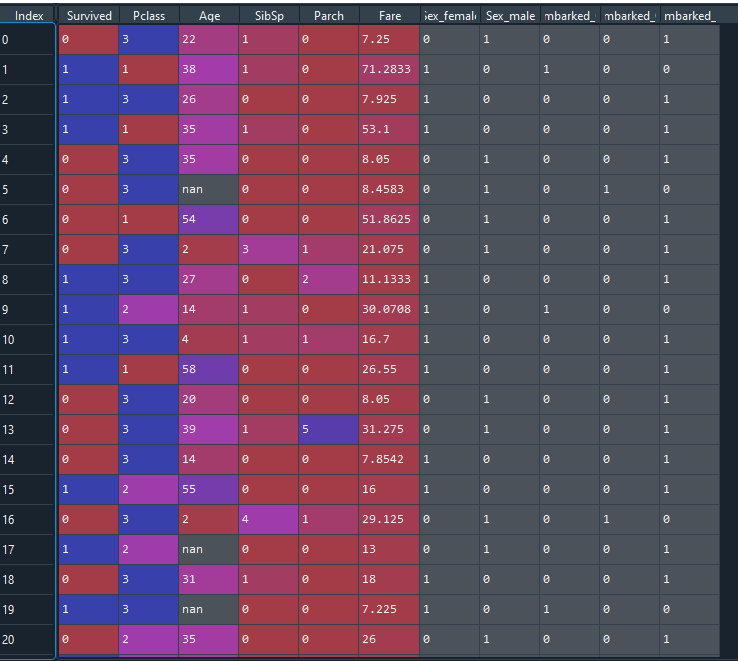 Index Survived Pclass Age SibSp Parch Fare Sex_female Sex_male mbarked_ mbarked_ mbarked_
0 0 3 22 1 0 7.25 0 1 0 0 1
1 1 1 38 1 0 71.2833 1 0 1 0 0
2 1 3 26 0 0 7.925 1 0 0 0 1
3 1 1 35 1 0 53.1 1 0 0 0 1
4 0 3 35 0 0 8.05 0 1 0 0 1
5 0 3 nan 0 0 8.4583 0 1 0 1 0
6 0 1 54 0 0 51.8625 0 1 0 0 1
7 0 3 2 3 1 21.075 0 1 0 0 1
8 1 3 27 0 2 11.1333 1 0 0 0 1
9 1 2 14 1 0 30.0708 1 0 1 0 0
10 1 3 4 1 1 16.7 1 0 0 0 1
11 1 1 58 0 0 26.55 1 0 0 0 1
12 0 3 20 0 0 8.05 0 1 0 0 1
13 0 3 39 1 5 31.275 0 1 0 0 1
14 0 3 14 0 0 7.8542 1 0 0 0 1
15 1 2 55 0 0 16 1 0 0 0 1
16 0 3 2 4 1 29.125 0 1 0 1 0
17 1 2 nan 0 0 13 0 1 0 0 1
18 0 3 31 1 0 18 1 0 0 0 1
19 1 3 nan 0 0 7.225 1 0 1 0 0
20 0 2 35 0 0 26 0 1 0 0 1